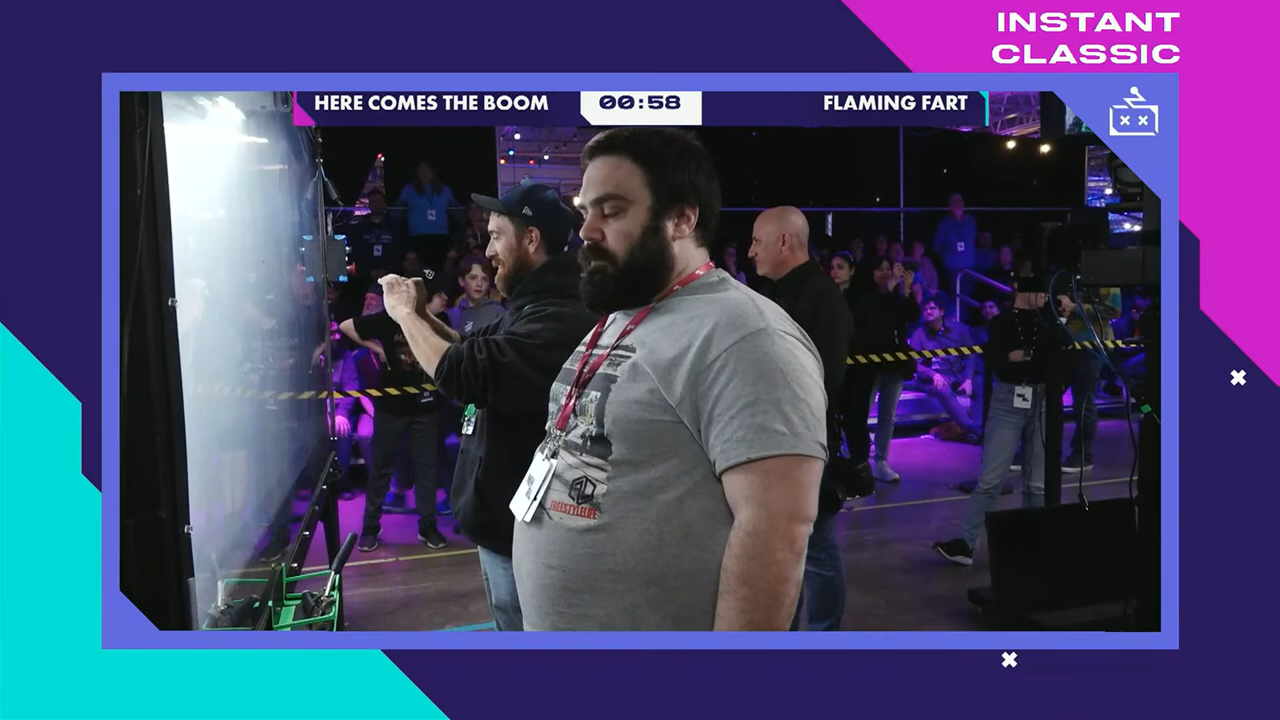 INSTANT
CLASSIC
HERE COMES THE BOOM
00:58
FLAMING FART
FREESTYLELIFE